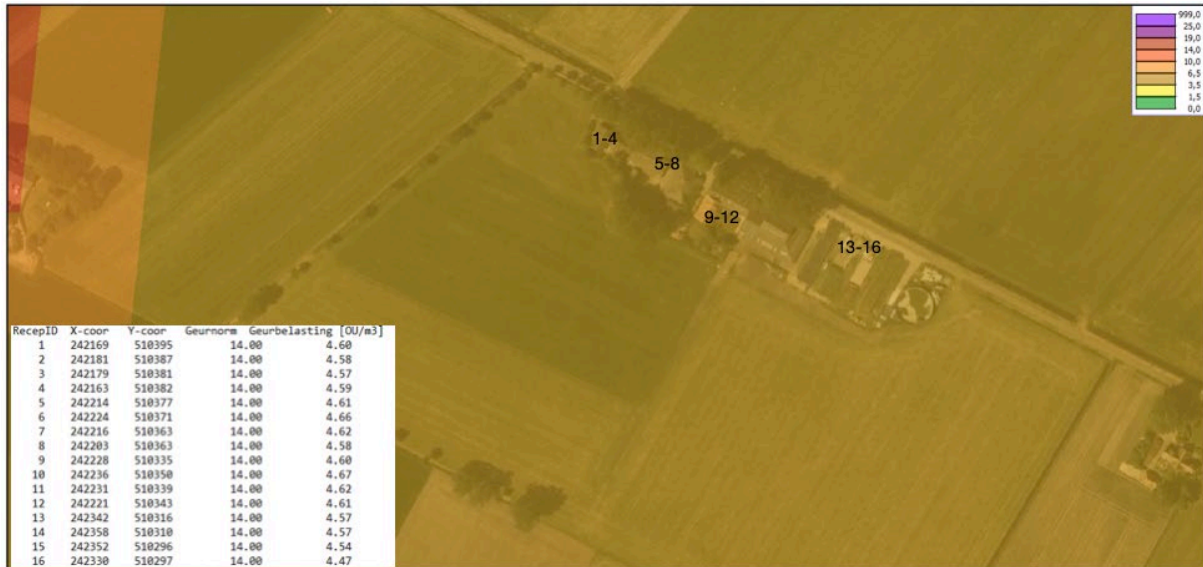 999,0
25,0
19,0
14,0
10,0
6,5
3,5
1,5
0,0
1-4
5-8
9-12
13-16
RecepID X-coor Y-coor Geurnorm Geurbelasting [OU/m3]
1 242169 510395 14.00 4.60
2 242181 510387 14.00 4.58
3 242179 510381 14.00 4.57
4 242163 510382 14.00 4.59
5 242214 510377 14.00 4.61
6 242224 510371 14.00 4.66
7 242216 510363 14.00 4.62
8 242203 510363 14.00 4.58
9 242228 510335 14.00 4.60
10 242236 510350 14.00 4.67
11 242231 510339 14.00 4.62
12 242221 510343 14.00 4.61
13 242342 510316 14.00 4.57
14 242358 510310 14.00 4.57
15 242352 510296 14.00 4.54
16 242330 510297 14.00 4.47